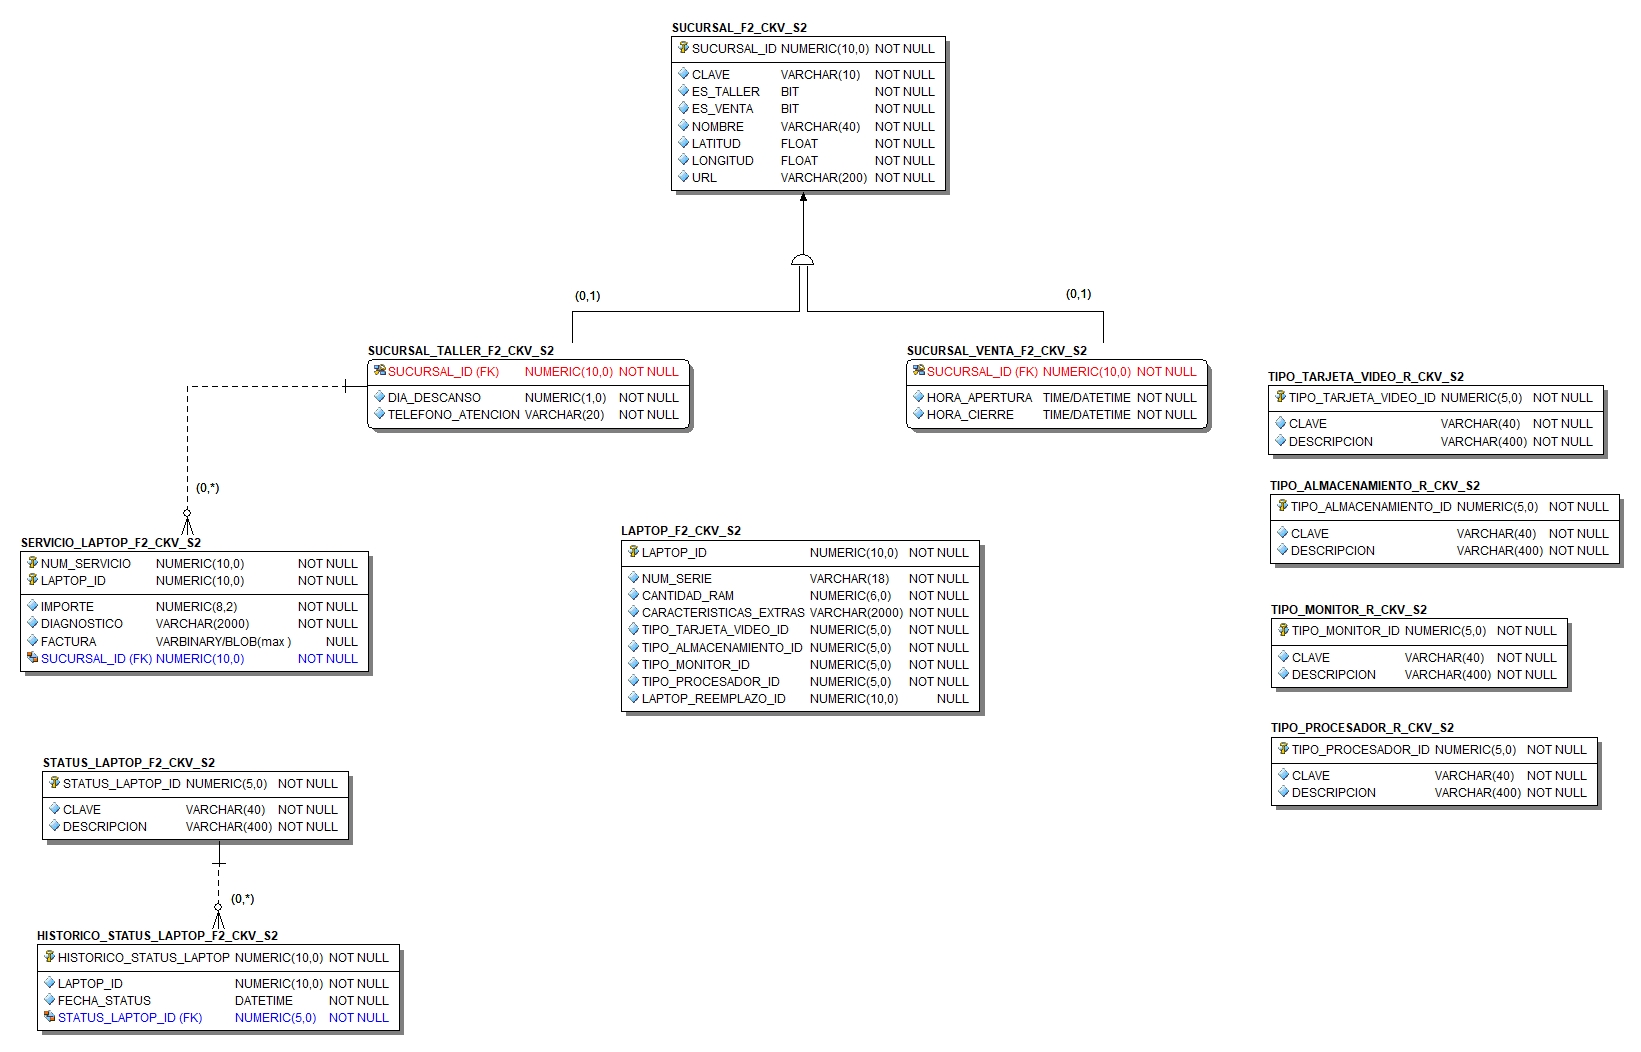 SUCURSAL_F2_CKV_S2
SUCURSAL_ID NUMERIC(10,0) NOT NULL
CLAVE VARCHAR(10) NOT NULL
ES_TALLER BIT NOT NULL
ES_VENTA BIT NOT NULL
NOMBRE VARCHAR(40) NOT NULL
LATITUD FLOAT NOT NULL
LONGITUD FLOAT NOT NULL
URL VARCHAR(200) NOT NULL
(0,1)
(0,1)
SUCURSAL_TALLER_F2_CKV_S2
SUCURSAL_ID (FK) NUMERIC(10,0) NOT NULL
DIA_DESCANSO NUMERIC(1,0) NOT NULL
TELEFONO_ATENCION VARCHAR(20) NOT NULL
SUCURSAL_VENTA_F2_CKV_S2
SUCURSAL_ID (FK) NUMERIC(10,0) NOT NULL
HORA_APERTURA TIME/DATETIME NOT NULL
HORA_CIERRE TIME/DATETIME NOT NULL
TIPO_TARJETA_VIDEO_R_CKV_S2
TIPO_TARJETA_VIDEO_ID NUMERIC(5,0) NOT NULL
CLAVE VARCHAR(40) NOT NULL
DESCRIPCION VARCHAR(400) NOT NULL
(0,*)
TIPO_ALMACENAMIENTO_R_CKV_S2
TIPO_ALMACENAMIENTO_ID NUMERIC(5,0) NOT NULL
CLAVE VARCHAR(40) NOT NULL
DESCRIPCION VARCHAR(400) NOT NULL
SERVICIO_LAPTOP_F2_CKV_S2
NUM_SERVICIO NUMERIC(10,0) NOT NULL
LAPTOP_ID NUMERIC(10,0) NOT NULL
IMPORTE NUMERIC(8,2) NOT NULL
DIAGNOSTICO VARCHAR(2000) NOT NULL
FACTURA VARBINARY/BLOB(max) NULL
SUCURSAL_ID (FK) NUMERIC(10,0) NOT NULL
LAPTOP_F2_CKV_S2
LAPTOP_ID NUMERIC(10,0) NOT NULL
NUM_SERIE VARCHAR(18) NOT NULL
CANTIDAD_RAM NUMERIC(6,0) NOT NULL
CARACTERISTICAS_EXTRAS VARCHAR(2000) NOT NULL
TIPO_TARJETA_VIDEO_ID NUMERIC(5,0) NOT NULL
TIPO_ALMACENAMIENTO_ID NUMERIC(5,0) NOT NULL
TIPO_MONITOR_ID NUMERIC(5,0) NOT NULL
TIPO_PROCESADOR_ID NUMERIC(5,0) NOT NULL
LAPTOP_REEMPLAZO_ID NUMERIC(10,0) NULL
TIPO_MONITOR_R_CKV_S2
TIPO_MONITOR_ID NUMERIC(5,0) NOT NULL
CLAVE VARCHAR(40) NOT NULL
DESCRIPCION VARCHAR(400) NOT NULL
TIPO_PROCESADOR_R_CKV_S2
TIPO_PROCESADOR_ID NUMERIC(5,0) NOT NULL
CLAVE VARCHAR(40) NOT NULL
DESCRIPCION VARCHAR(400) NOT NULL
STATUS_LAPTOP_F2_CKV_S2
STATUS_LAPTOP_ID NUMERIC(5,0) NOT NULL
CLAVE VARCHAR(40) NOT NULL
DESCRIPCION VARCHAR(400) NOT NULL
(0,*)
HISTORICO_STATUS_LAPTOP_F2_CKV_S2
HISTORICO_STATUS_LAPTOP NUMERIC(10,0) NOT NULL
LAPTOP_ID NUMERIC(10,0) NOT NULL
FECHA_STATUS DATETIME NOT NULL
STATUS_LAPTOP_ID (FK) NUMERIC(5,0) NOT NULL